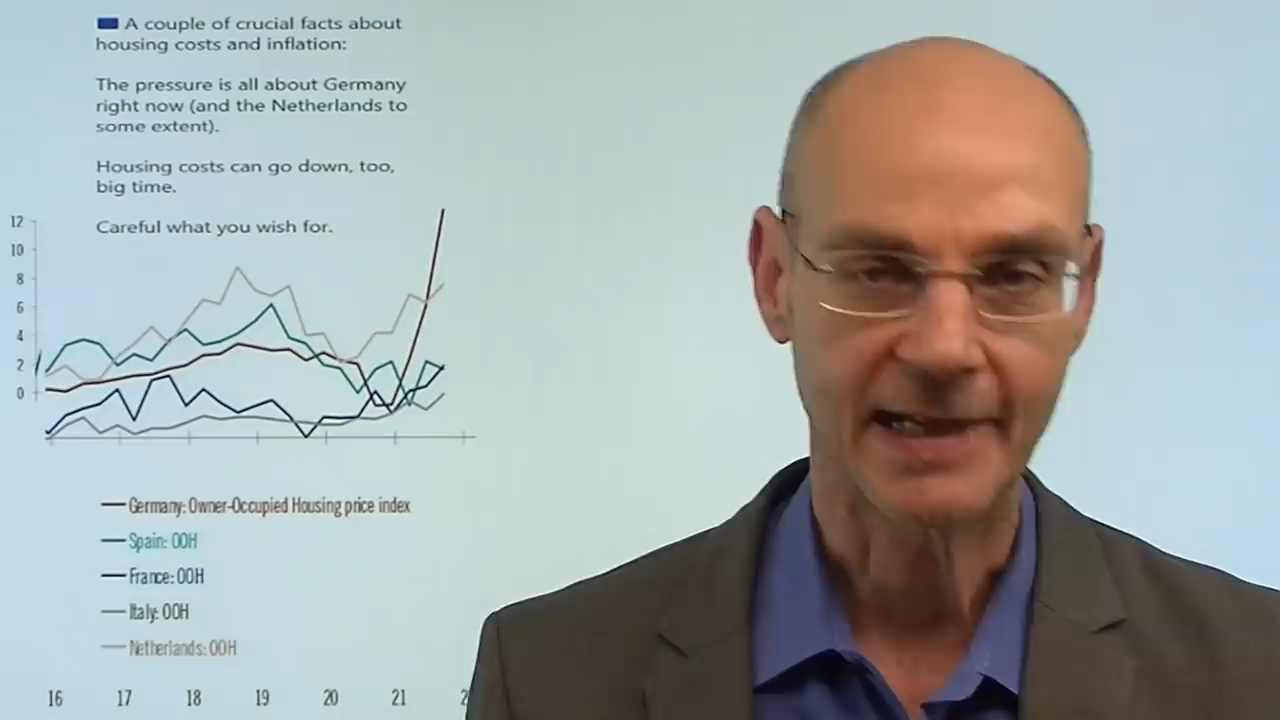 A couple of crucial facts about
housing costs and inflation:
The pressure is all about Germany
right now (and the Netherlands to
some extent).
Housing costs can go down, too,
big time.
Careful what you wish for.
12
10
8
6
4
2
0
Germany: Owner-Occupied Housing price index
Spain: OOH
France: OOH
Italy: OOH
Netherlands: OOH
16 17 18 19 20 21